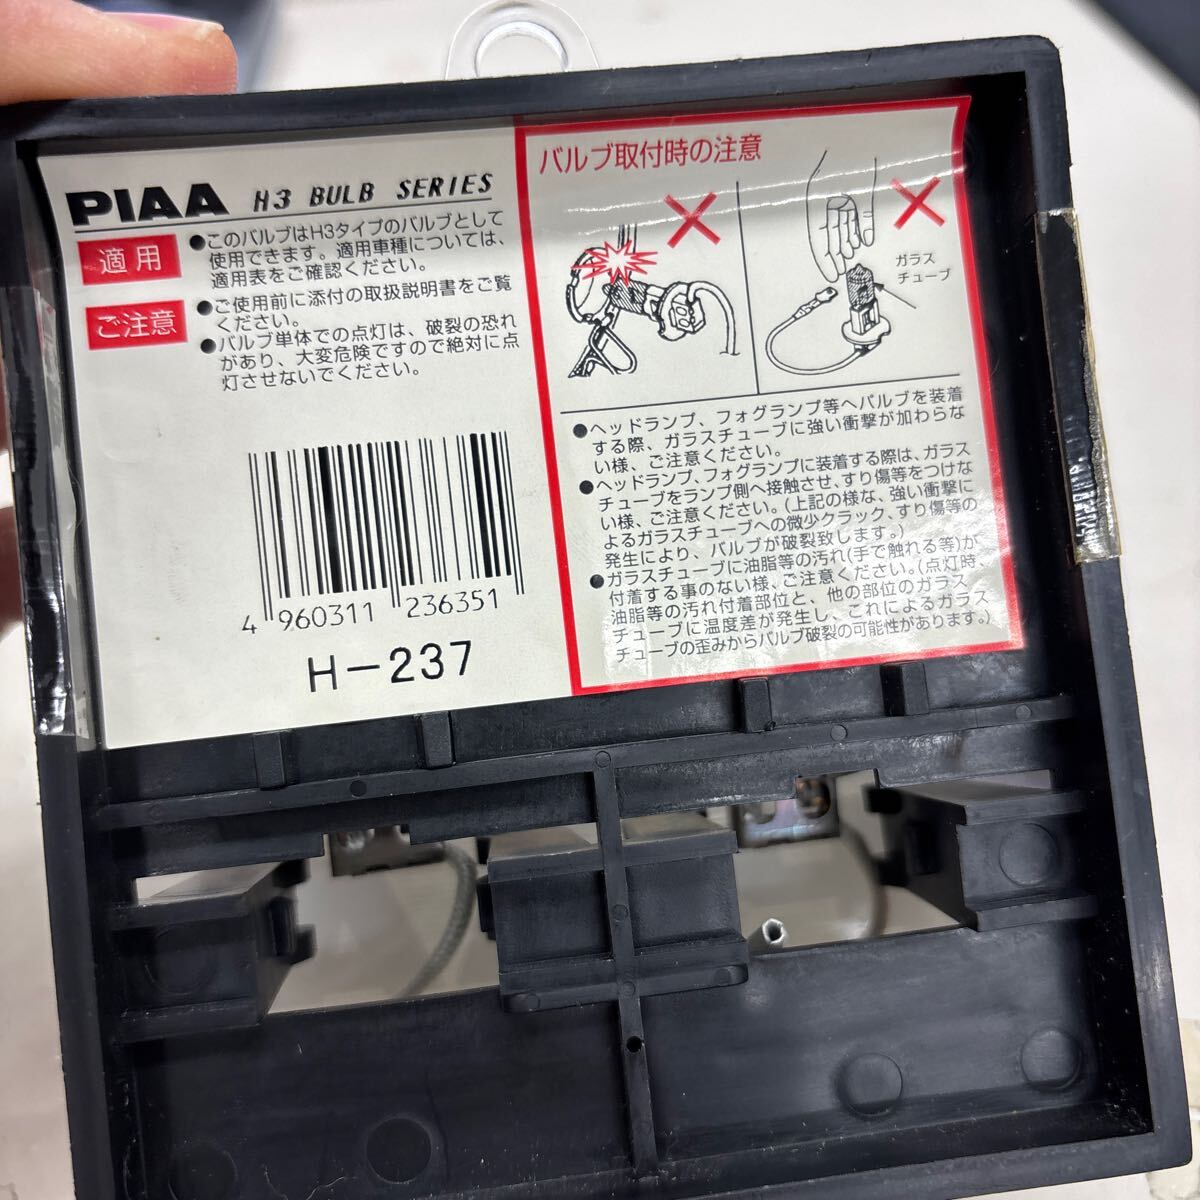 PIAA H3 BULB SERIES
適用
●このバルブはH3タイプのバルブとして
使用できます。適用車種については、
適用表をご確認ください。
ご注意
●ご使用前に添付の取扱説明書をご覧
ください。
●バルブ単体での点灯は、破裂の恐れ
があり、大変危険ですので絶対に点
灯させないでください。
4 960311 236351
H-237
バルブ取付時の注意
ガラス
チューブ
●ヘッドランプ、フォグランプ等へバルブを装着
する際、ガラスチューブに強い衝撃が加わらな
い様、ご注意ください。
●ヘッドランプ、フォグランプに装着する際は、ガラス
チューブをランプ側へ接触させ、すり傷等をつけな
い様、ご注意ください。(上記の様な、強い衝撃に
よるガラスチューブへの微少クラック、すり傷等の
発生により、バルブが破裂致します。)
●ガラスチューブに油脂等の汚れ(手で触れる等)が
付着する事のない様、ご注意ください。(点灯時、
油脂等の汚れ付着部位と、他の部位のガラス
チューブに温度差が発生し、これによるガラス
チューブの歪みからバルブ破裂の可能性があります。)